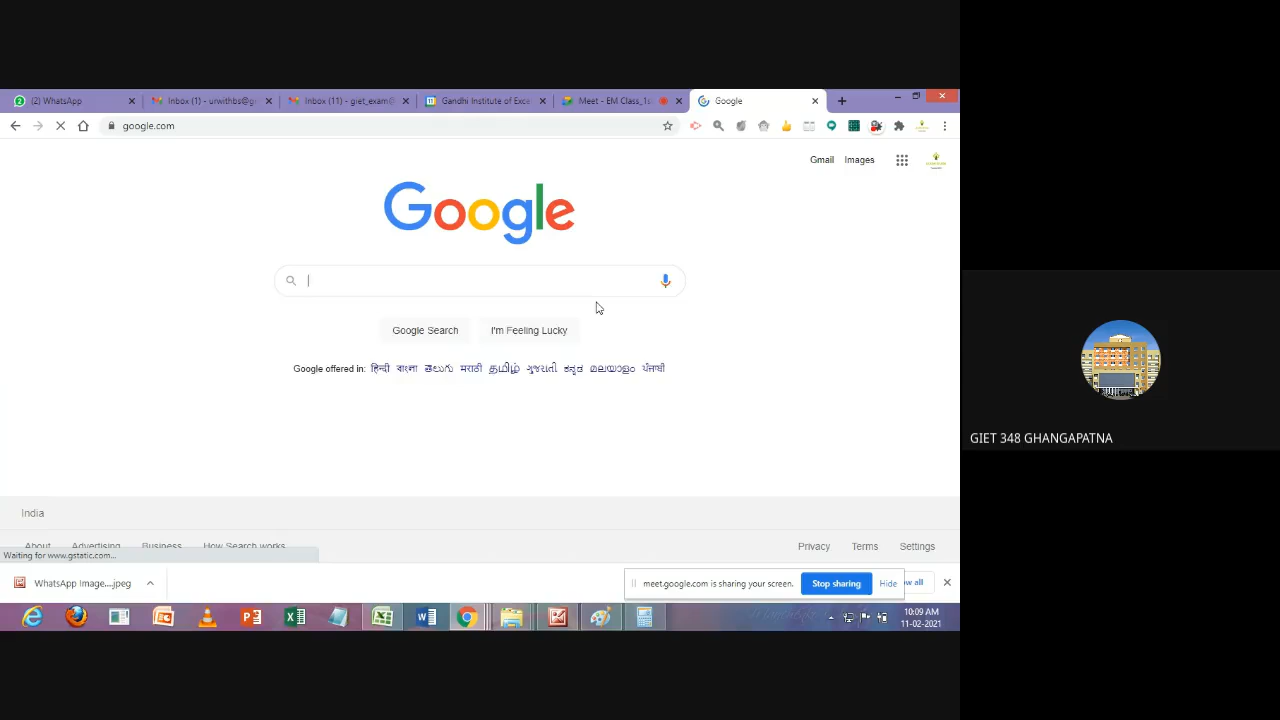 (2) WhatsApp
Inbox (1) - urwithbs@gi
Inbox (11) - giet_exam@
Gandhi Institute of Exce
Meet - EM Class_1s
Google
google.com
Gmail
Images
Google
Google Search
I'm Feeling Lucky
Google offered in: हिन्दी বাংলা తెలుగు मराठी தமிழ் ગુજરાતી ಕನ್ನಡ മലയാളം ਪੰਜਾਬੀ
GIET 348 GHANGAPATNA
India
About Advertising Business How Search works
Privacy Terms Settings
Waiting for www.gstatic.com...
WhatsApp Image....jpeg
meet.google.com is sharing your screen.
Stop sharing
Hide
ow all
10:09 AM
11-02-2021